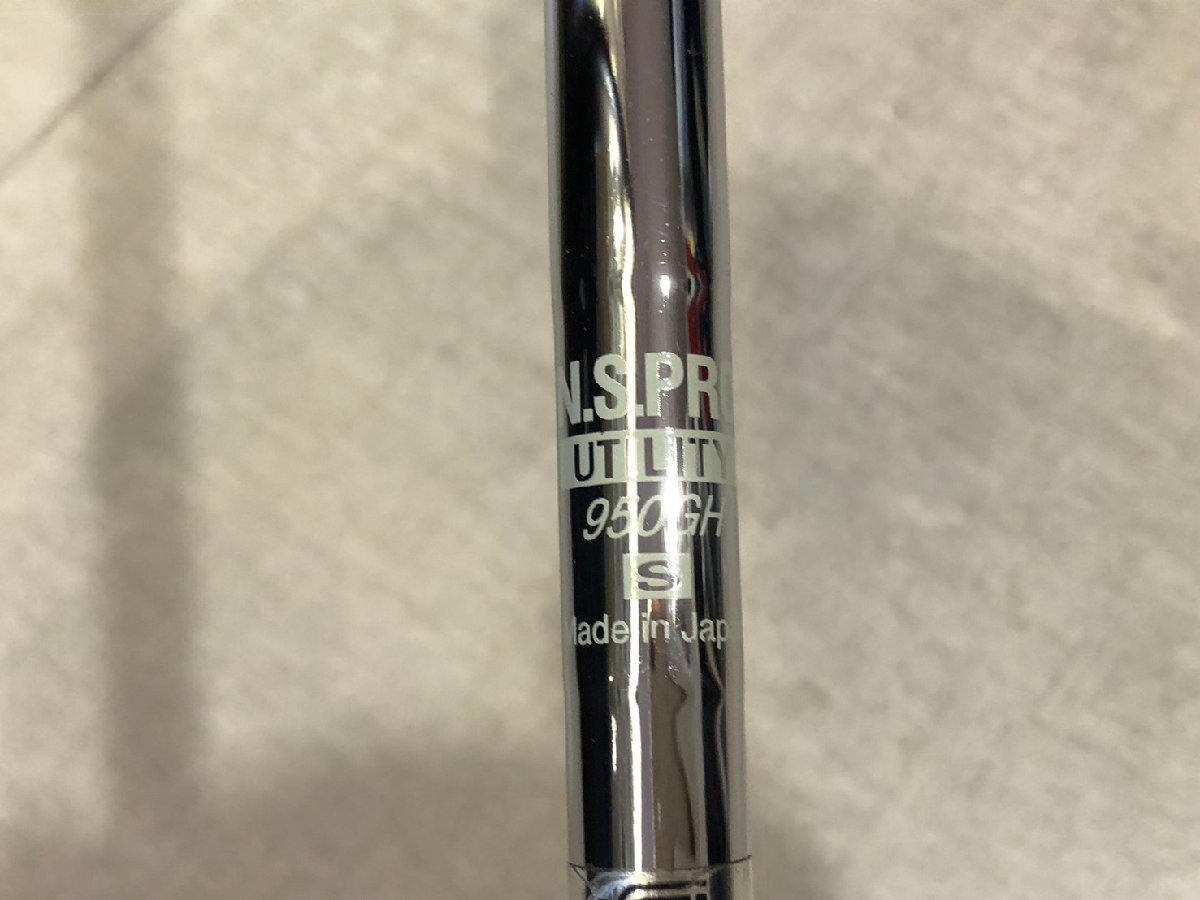 N.S.PRO
UTILITY
950GH
S
Made in Japan